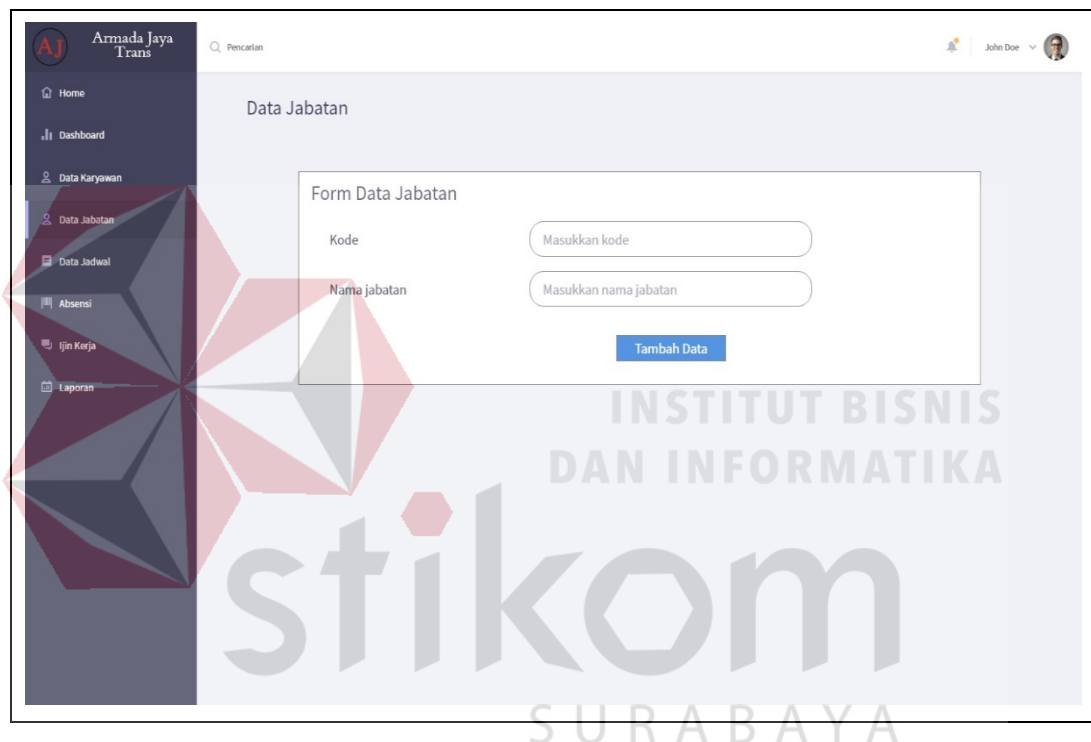 AJ
Armada Jaya
Trans
Pencarian
John Doe
Home
Dashboard
Data Karyawan
Data Jabatan
Data Jadwal
Absensi
Ijin Kerja
Laporan
Data Jabatan
Form Data Jabatan
Kode
Masukkan kode
Nama jabatan
Masukkan nama jabatan
Tambah Data
INSTITUT BISNIS
DAN INFORMATIKA
stikom
SURABAYA